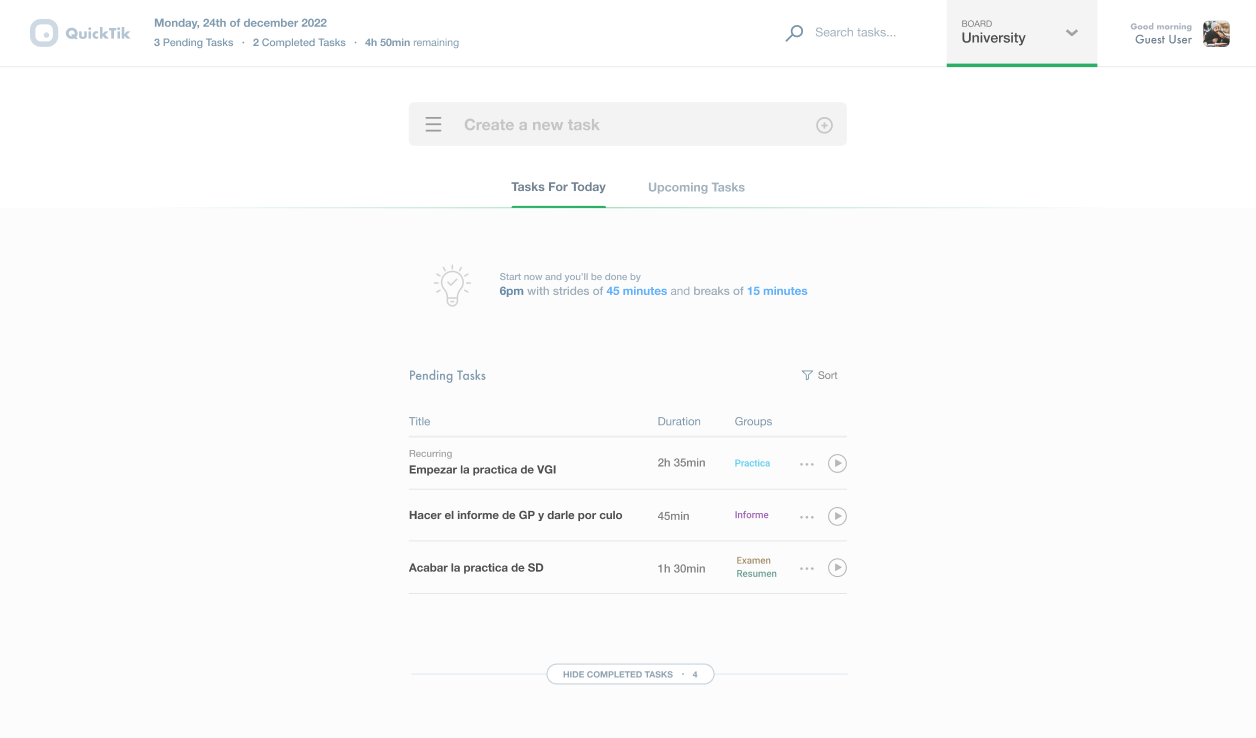 QuickTik
Monday, 24th of december 2022
3 Pending Tasks · 2 Completed Tasks · 4h 50min remaining
Search tasks...
BOARD
University
Good morning
Guest User
Create a new task
Tasks For Today
Upcoming Tasks
Start now and you'll be done by
6pm with strides of 45 minutes and breaks of 15 minutes
Pending Tasks
Sort
Title Duration Groups
Recurring
Empezar la practica de VGI 2h 35min Practica
Hacer el informe de GP y darle por culo 45min Informe
Acabar la practica de SD 1h 30min Examen
Resumen
HIDE COMPLETED TASKS · 4